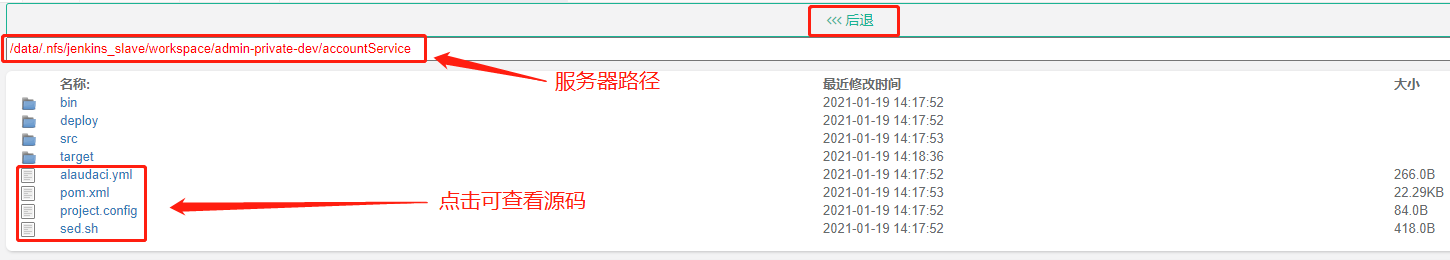 <<< 后退
/data/.nfs/jenkins_slave/workspace/admin-private-dev/accountService
服务器路径
名称: 最近修改时间 大小
bin 2021-01-19 14:17:52
deploy 2021-01-19 14:17:52
src 2021-01-19 14:17:53
target 2021-01-19 14:18:36
alaudaci.yml 2021-01-19 14:17:52 266.0B
pom.xml 2021-01-19 14:17:53 22.29KB
project.config 2021-01-19 14:17:52 84.0B
点击可查看源码
sed.sh 2021-01-19 14:17:52 418.0B